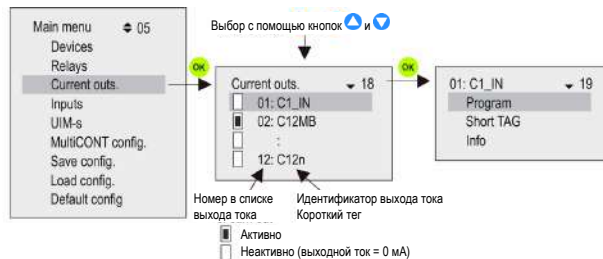 Выбор с помощью кнопок и
Main menu 05
Devices
Relays
Current outs.
Inputs
UIM-s
MultiCONT config.
Save config.
Load config.
Default config
OK
Current outs. 18
01: C1_IN
02: C12MB
:
12: C12n
OK
01: C1_IN 19
Program
Short TAG
Info
Номер в списке
выхода тока
Идентификатор выхода тока
Короткий тег
Активно
Неактивно (выходной ток = 0 мА)